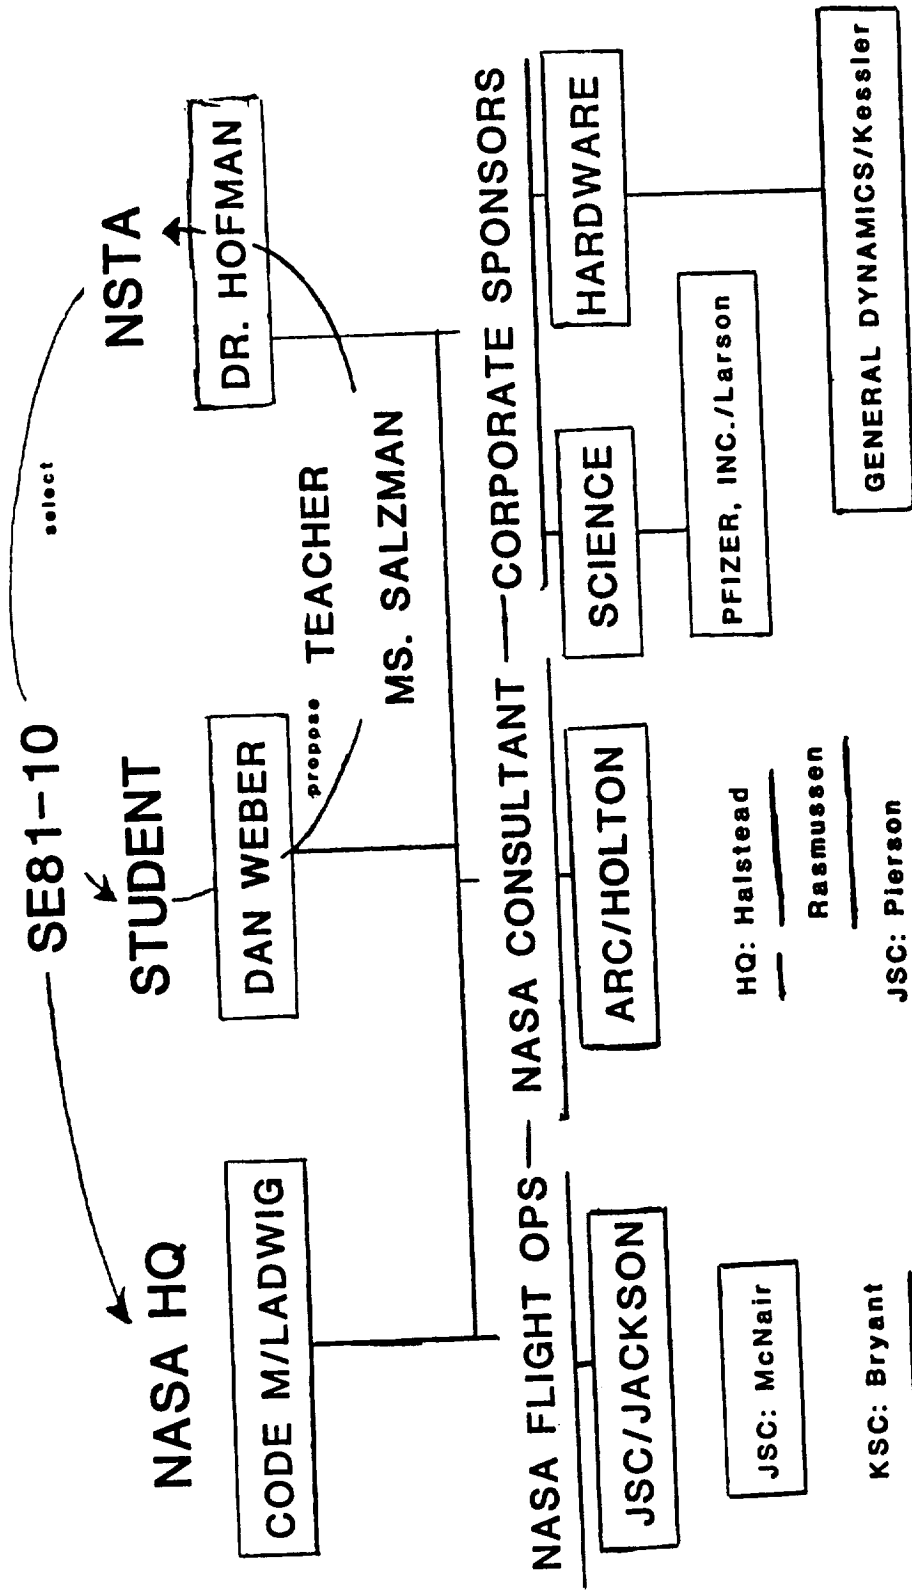 SE81-10
select
NASA HQ
STUDENT
NSTA
CODE M/LADWIG
DAN WEBER
DR. HOFMAN
propose
TEACHER
MS. SALZMAN
NASA FLIGHT OPS — NASA CONSULTANT — CORPORATE SPONSORS
JSC/JACKSON
ARC/HOLTON
SCIENCE
HARDWARE
JSC: McNair
HQ: Halstead
PFIZER, INC./Larson
Rasmussen
KSC: Bryant
JSC: Pierson
GENERAL DYNAMICS/Kessler